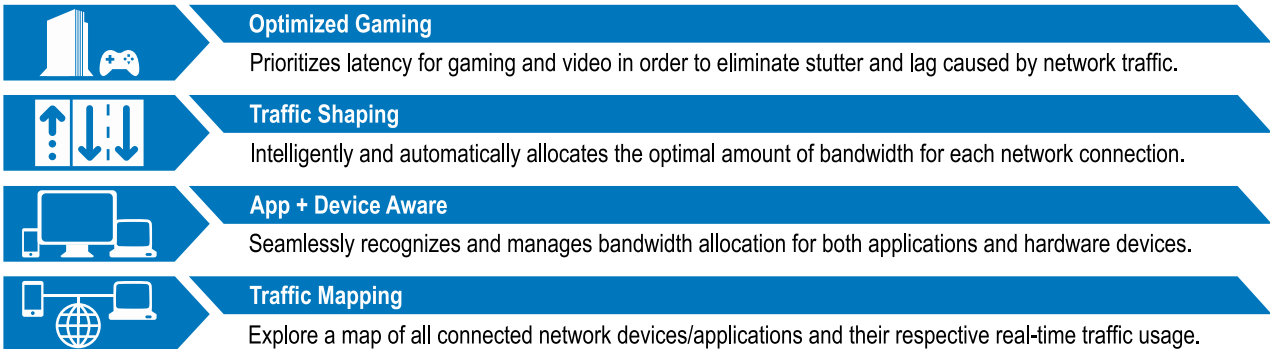 Optimized Gaming
Prioritizes latency for gaming and video in order to eliminate stutter and lag caused by network traffic.
Traffic Shaping
Intelligently and automatically allocates the optimal amount of bandwidth for each network connection.
App + Device Aware
Seamlessly recognizes and manages bandwidth allocation for both applications and hardware devices.
Traffic Mapping
Explore a map of all connected network devices/applications and their respective real-time traffic usage.